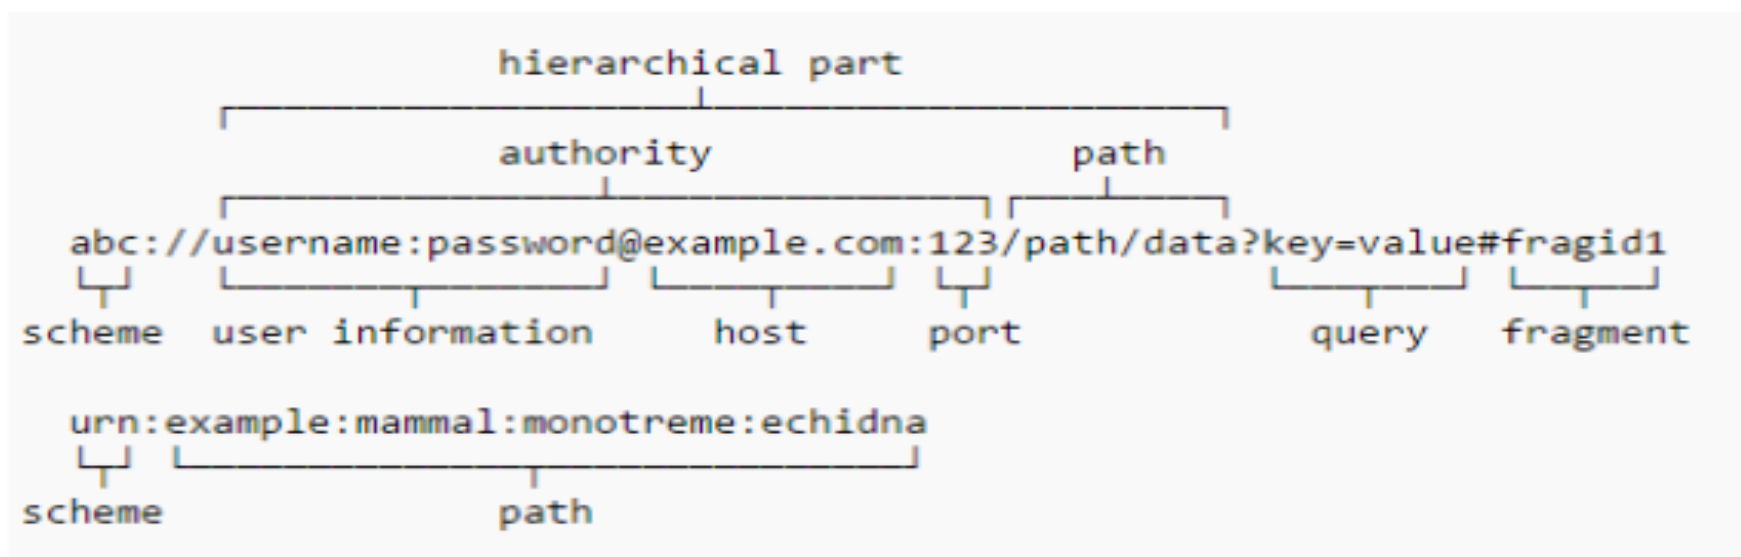 hierarchical part
authority path
abc://username:password@example.com:123/path/data?key=value#fragid1
scheme user information host port query fragment
urn:example:mammal:monotreme:echidna
scheme path